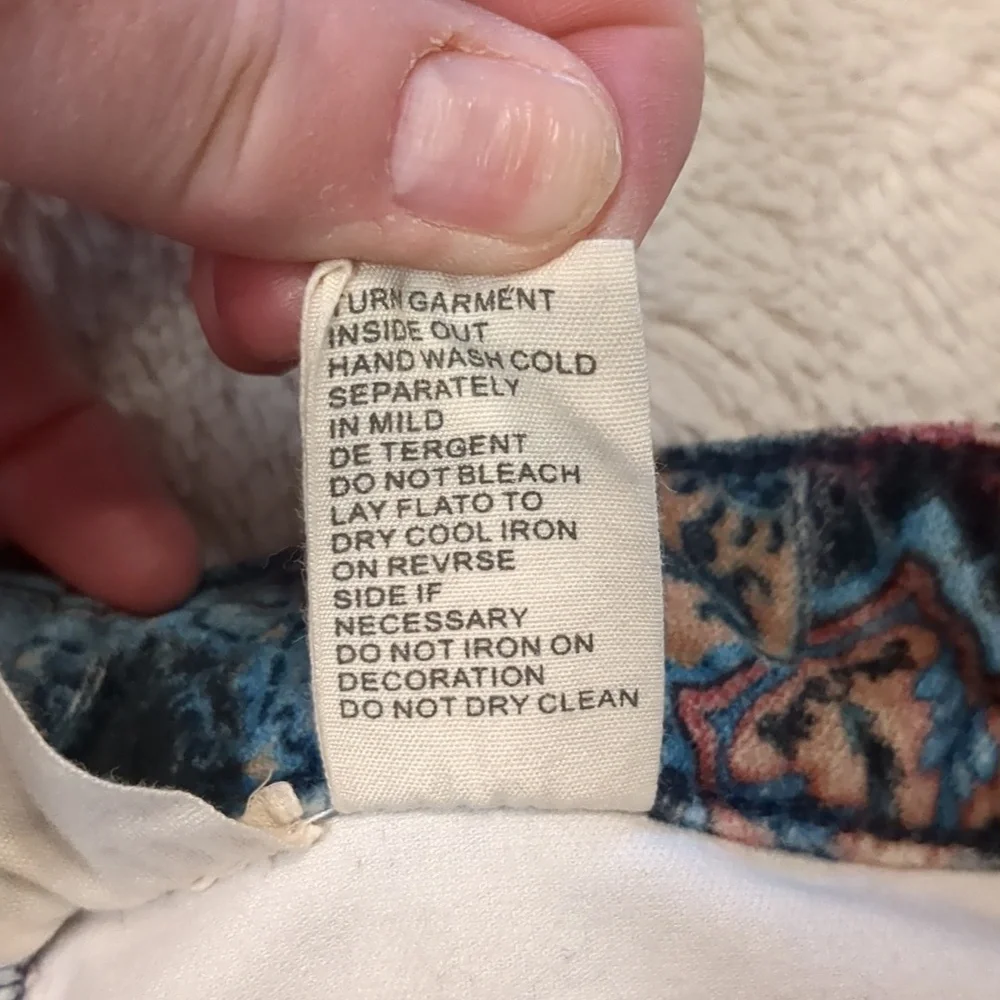 TURN GARMENT
INSIDE OUT
HAND WASH COLD
SEPARATELY
IN MILD
DE TERGENT
DO NOT BLEACH
LAY FLATO TO
DRY COOL IRON
ON REVRSE
SIDE IF
NECESSARY
DO NOT IRON ON
DECORATION
DO NOT DRY CLEAN